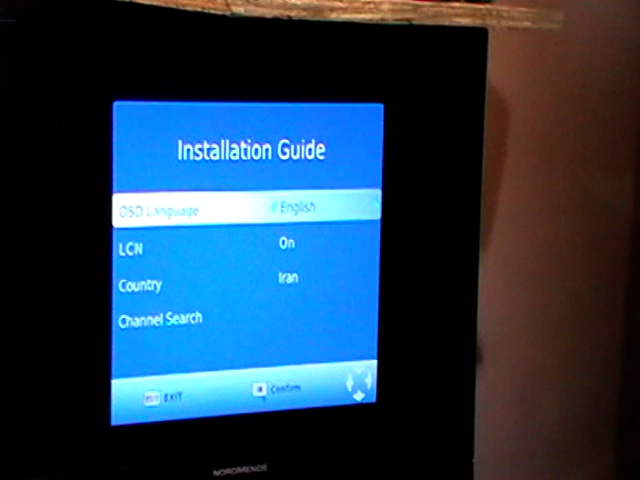 Installation Guide
OSD Language English
LCN On
Country Iran
Channel Search
EXIT Confirm
NORDMENDE